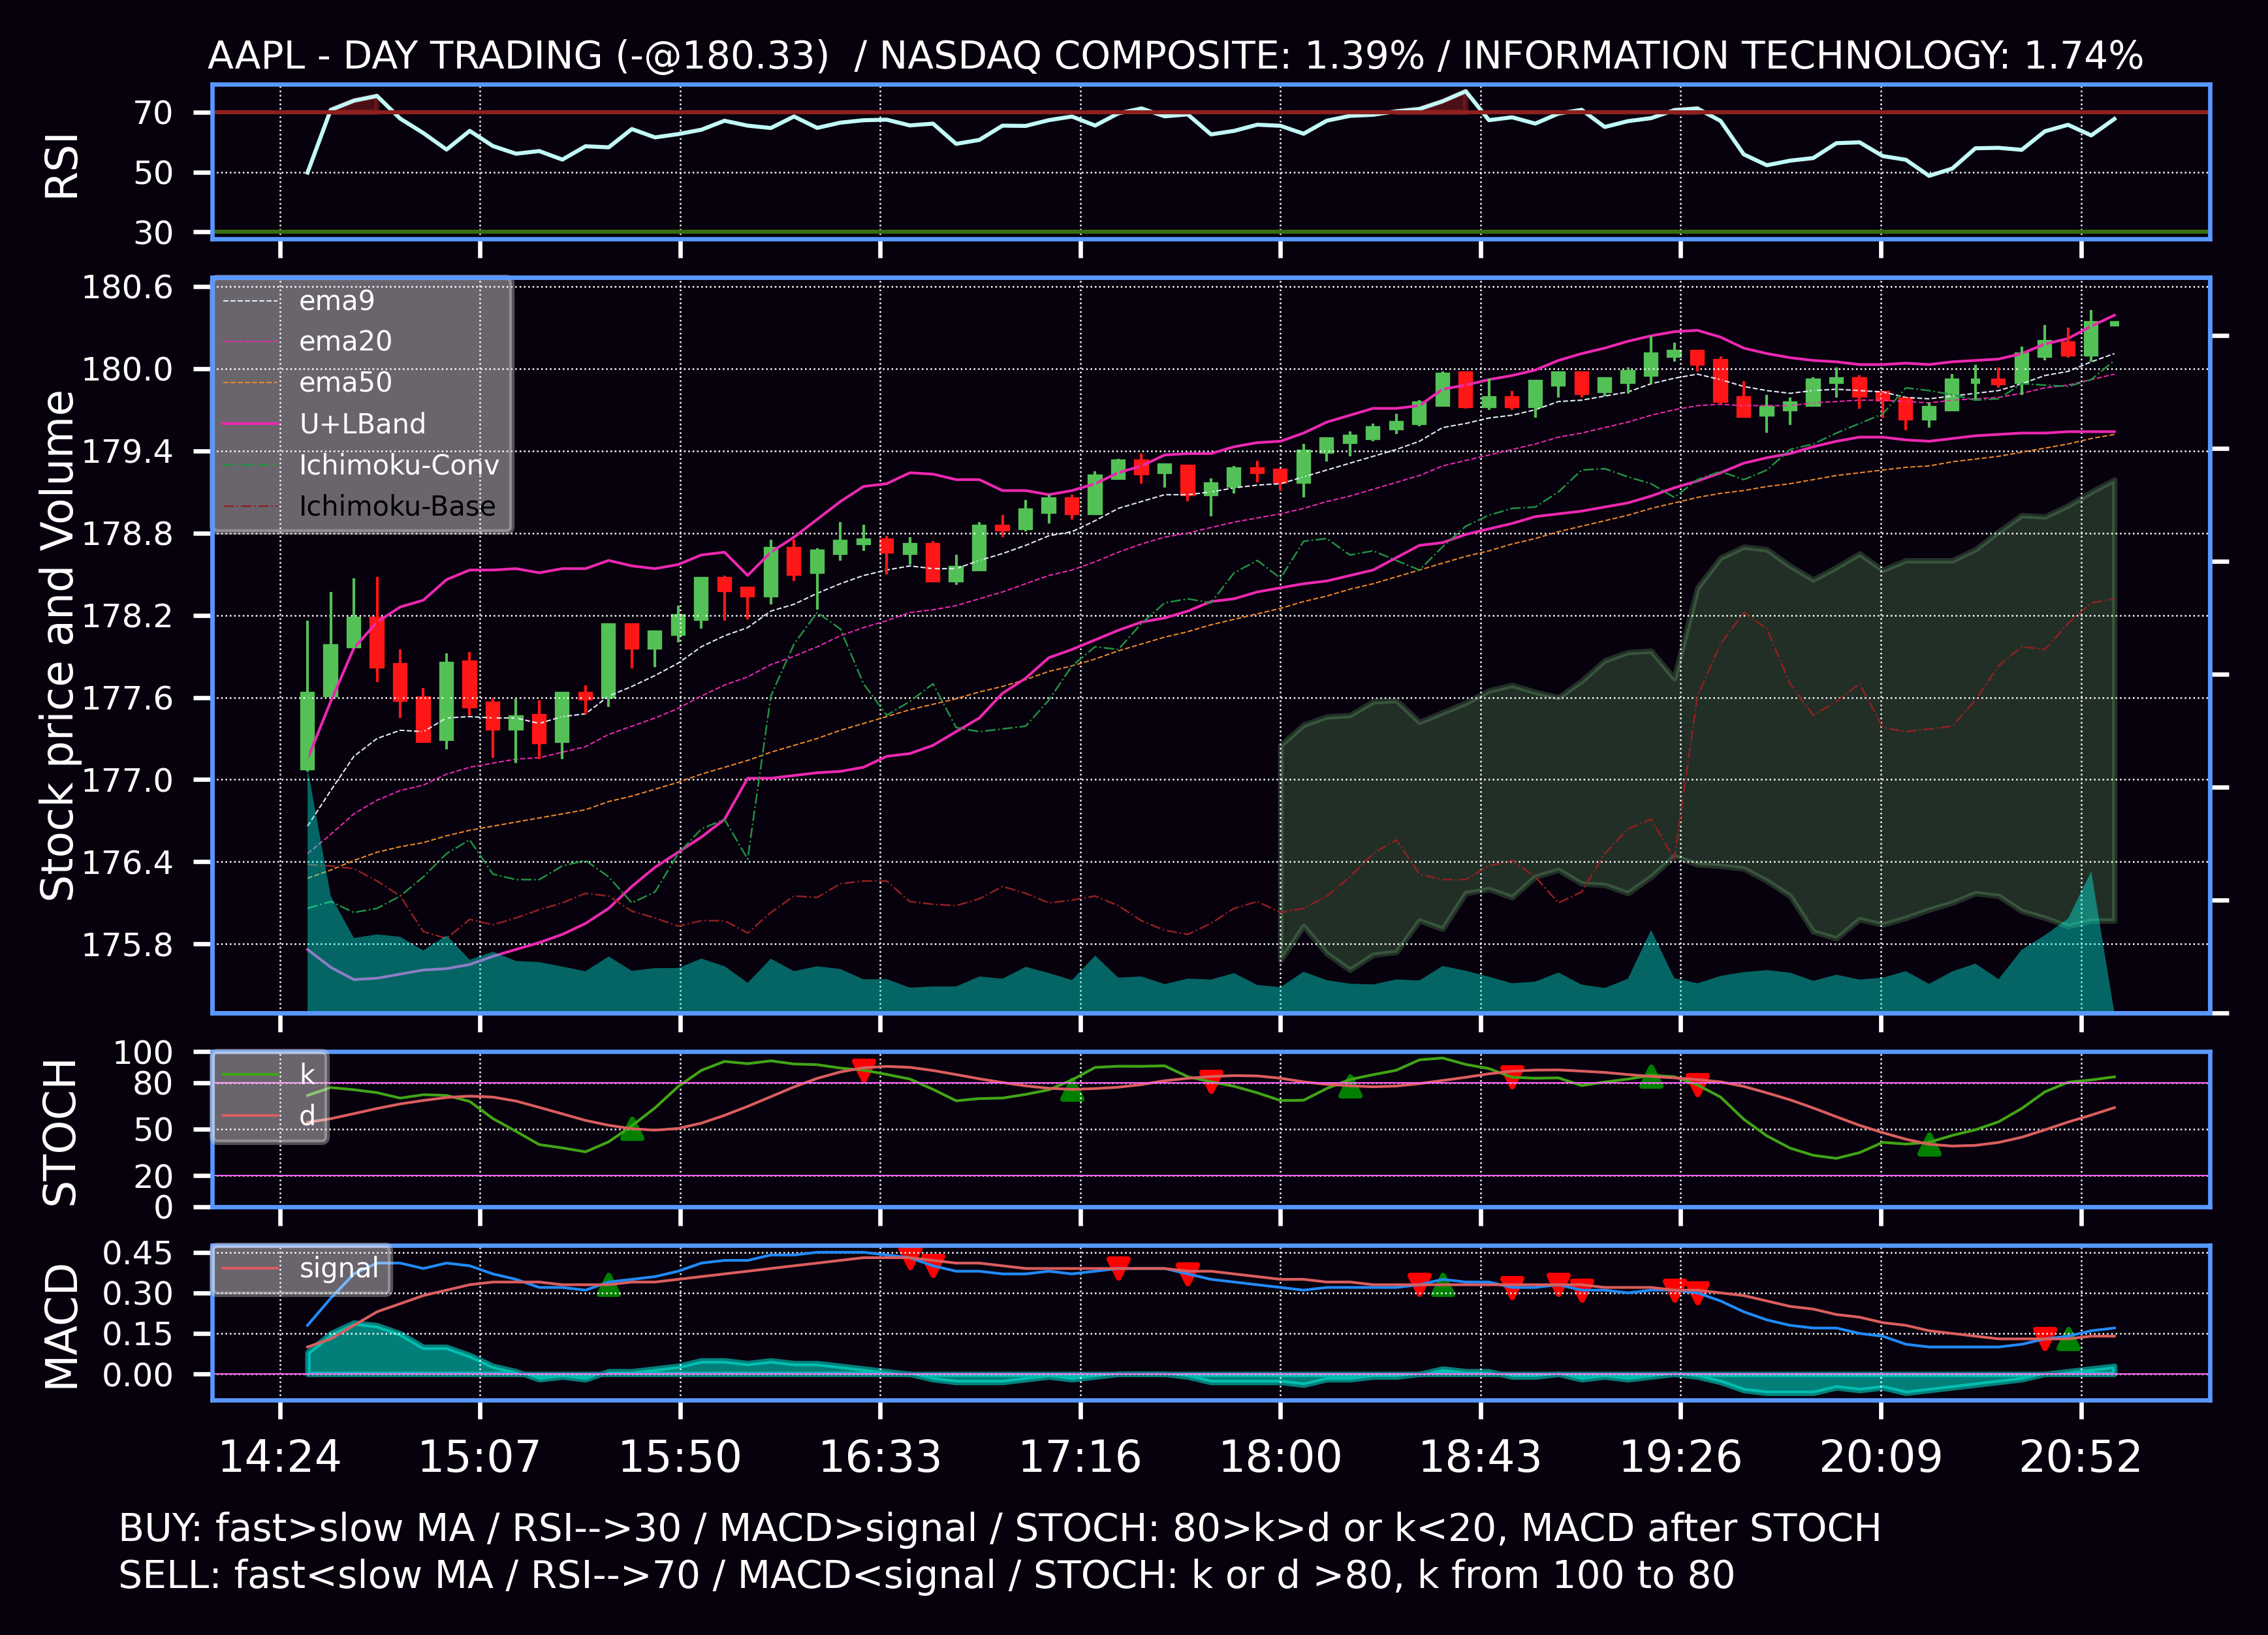 AAPL - DAY TRADING (-@180.33)  / NASDAQ COMPOSITE: 1.39% / INFORMATION TECHNOLOGY: 1.74%
RSI
70
50
30
Stock price and Volume
180.6
180.0
179.4
178.8
178.2
177.6
177.0
176.4
175.8
ema9
ema20
ema50
U+LBand
Ichimoku-Conv
Ichimoku-Base
STOCH
100
80
50
20
0
k
d
MACD
0.45
0.30
0.15
0.00
signal
14:24 15:07 15:50 16:33 17:16 18:00 18:43 19:26 20:09 20:52
BUY: fast>slow MA / RSI-->30 / MACD>signal / STOCH: 80>k>d or k<20, MACD after STOCH
SELL: fast<slow MA / RSI-->70 / MACD<signal / STOCH: k or d >80, k from 100 to 80